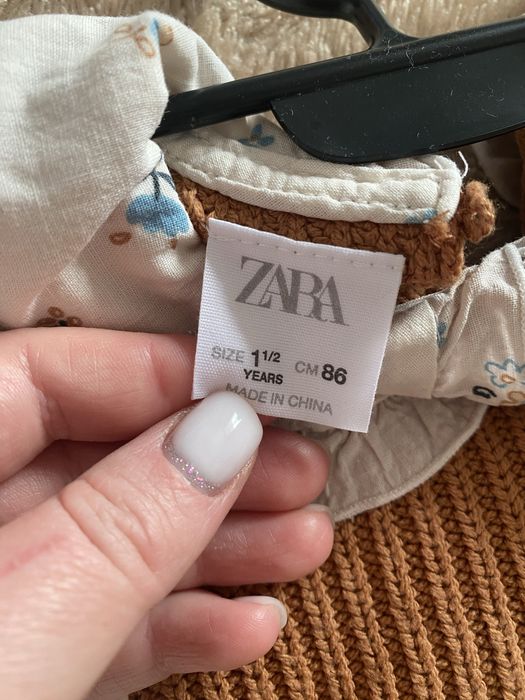 ZARA
SIZE 1 1/2 CM 86
YEARS
MADE IN CHINA